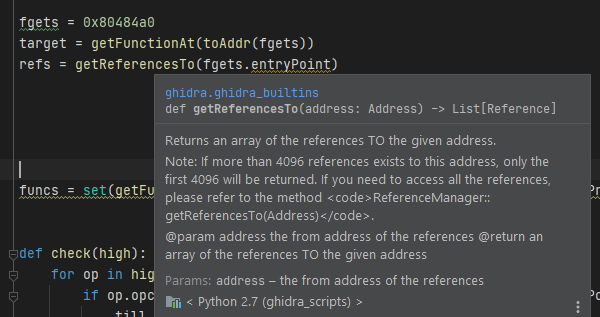 fgets = 0x80484a0
target = getFunctionAt(toAddr(fgets))
refs = getReferencesTo(fgets.entryPoint)
ghidra.ghidra_builtins
def getReferencesTo(address: Address) -> List[Reference]
Returns an array of the references TO the given address.
Note: If more than 4096 references exists to this address, only the
first 4096 will be returned. If you need to access all the references,
please refer to the method <code>ReferenceManager::
getReferencesTo(Address)</code>.
@param address the from address of the references @return an
array of the references TO the given address
Params: address – the from address of the references
< Python 2.7 (ghidra_scripts) >
funcs = set(getFu
def check(high):
for op in hig
if op.opc